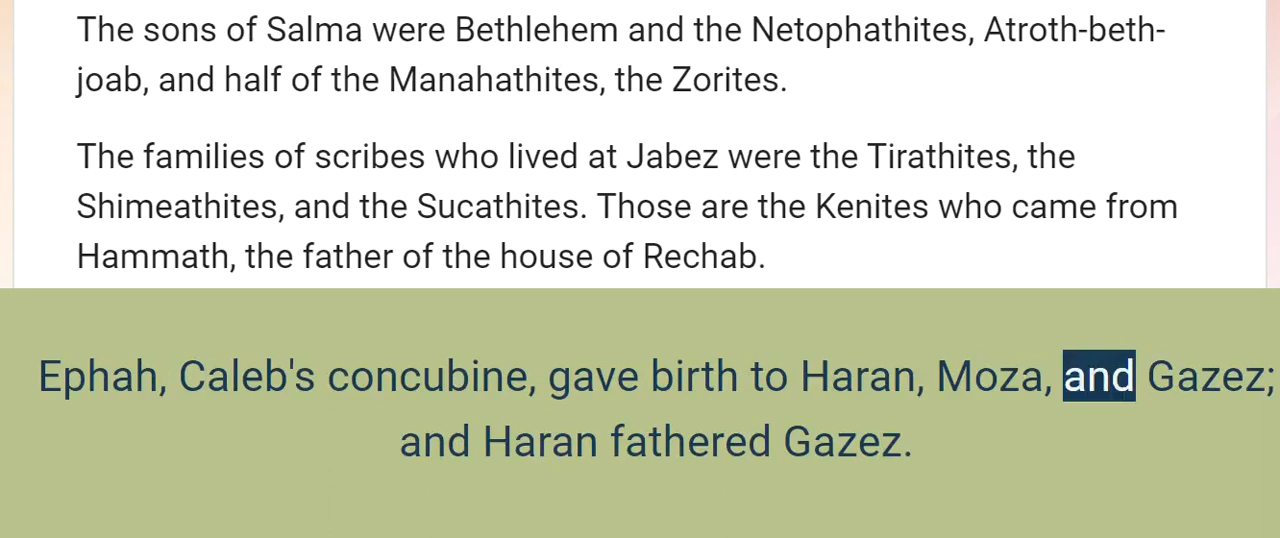 The sons of Salma were Bethlehem and the Netophathites, Atroth-beth-
joab, and half of the Manahathites, the Zorites.
The families of scribes who lived at Jabez were the Tirathites, the
Shimeathites, and the Sucathites. Those are the Kenites who came from
Hammath, the father of the house of Rechab.
Ephah, Caleb's concubine, gave birth to Haran, Moza, and Gazez;
and Haran fathered Gazez.